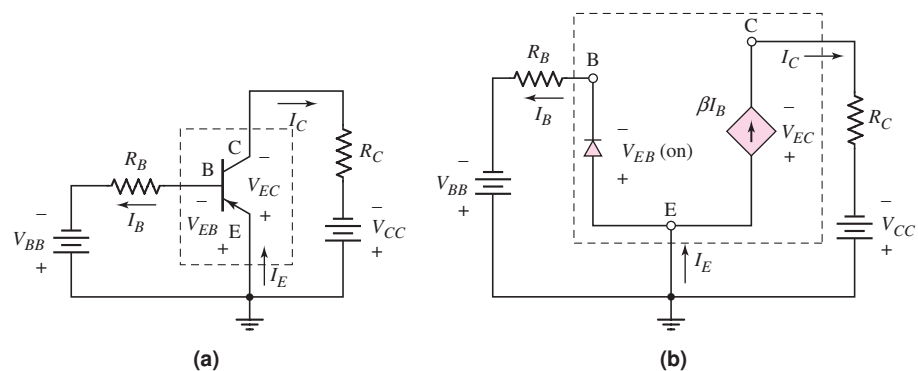 R_B
I_B
V_BB
−
+
B
C
E
−
V_EB
+
−
V_EC
+
I_C
I_E
R_C
−
V_CC
+
(a)
R_B
I_B
−
V_BB
+
B
−
V_EB (on)
+
E
I_E
C
βI_B
−
V_EC
+
I_C
R_C
−
V_CC
+
(b)